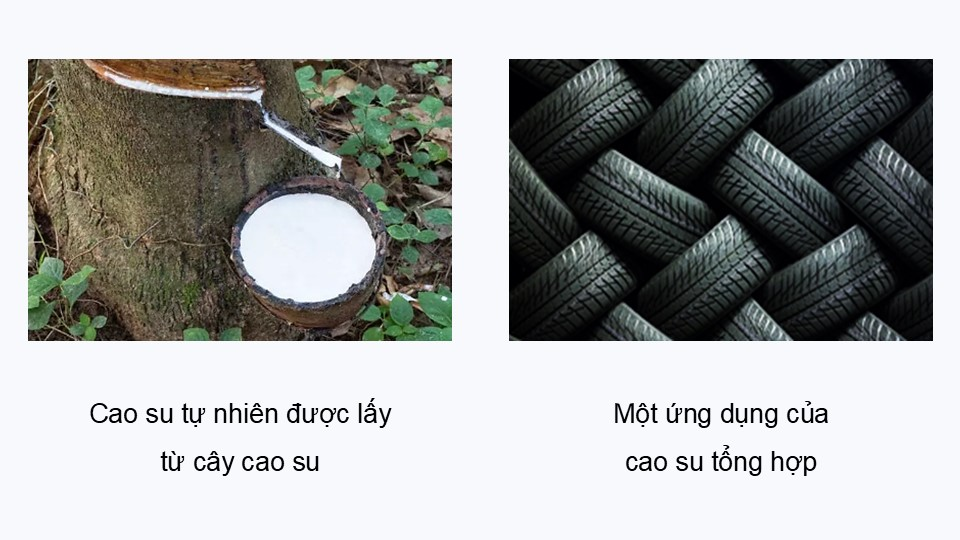 Cao su tự nhiên được lấy
từ cây cao su
Một ứng dụng của
cao su tổng hợp